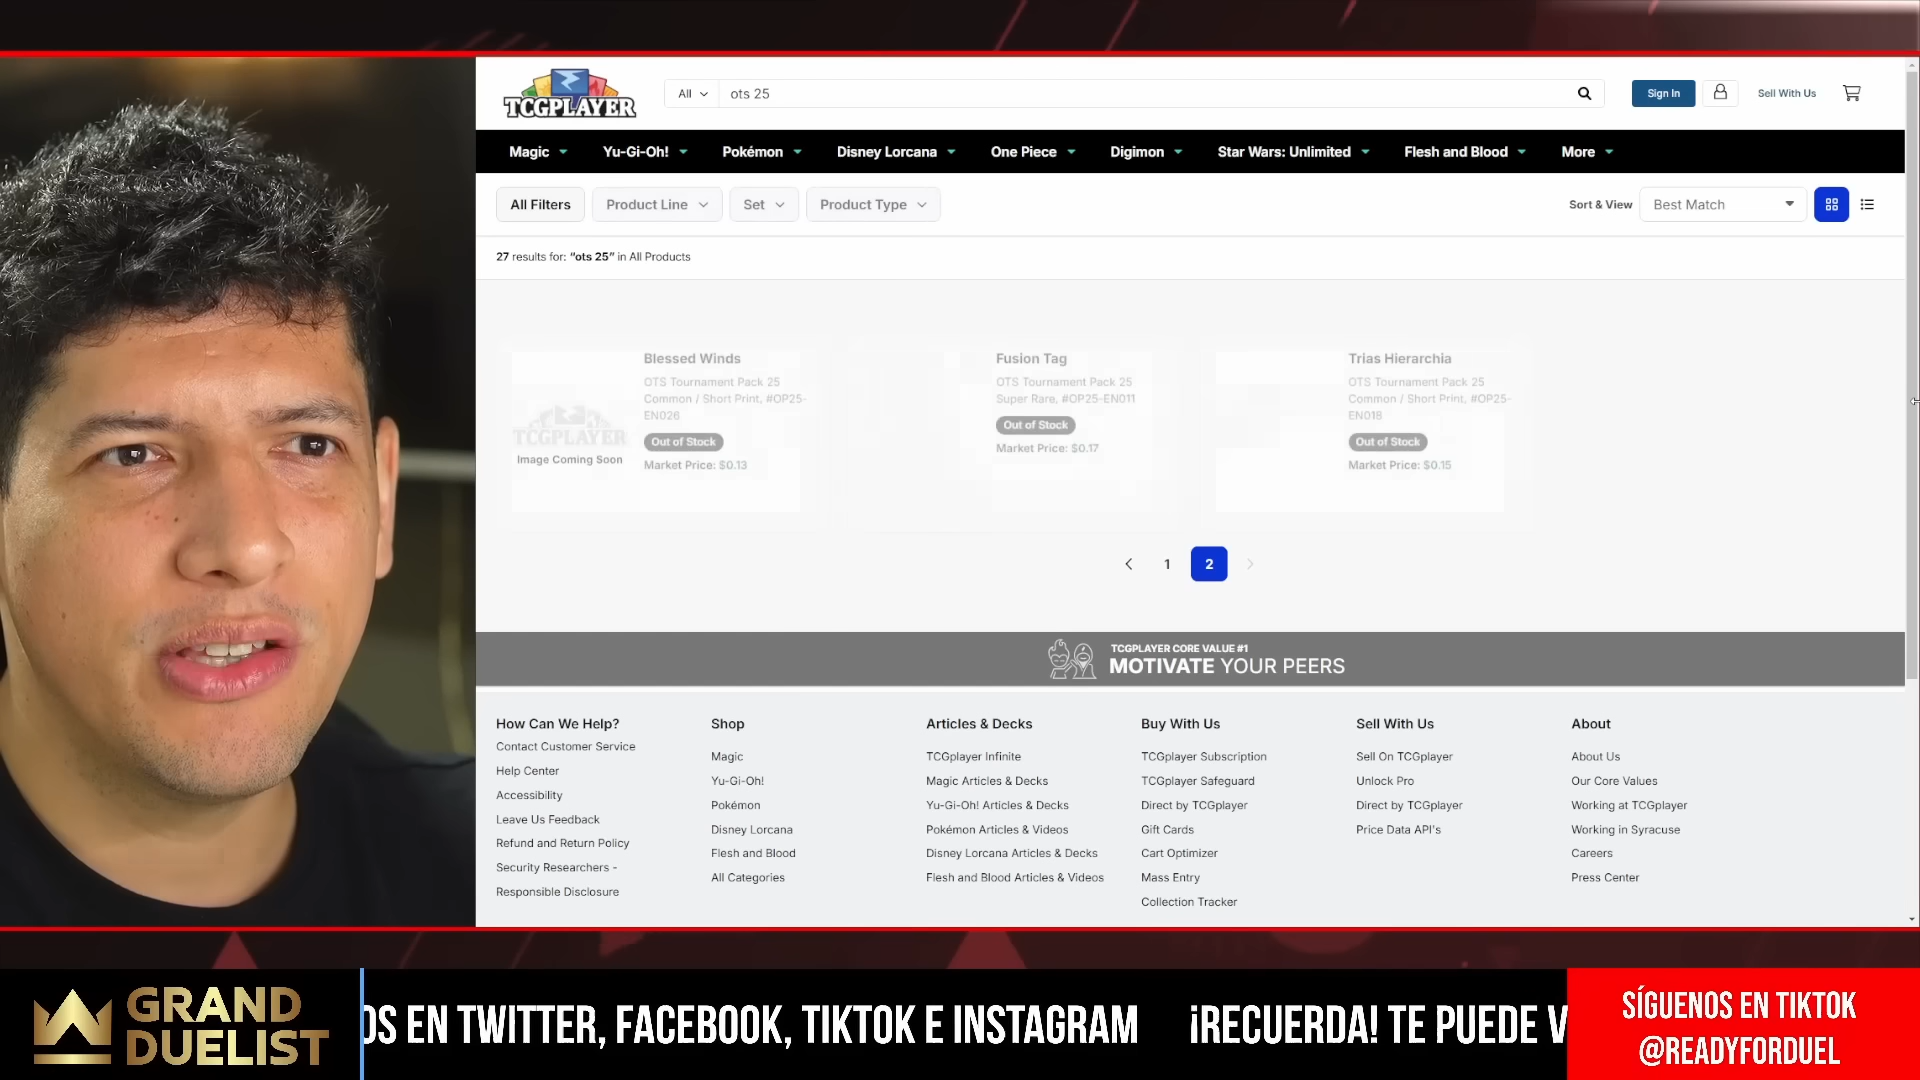 TCGPLAYER
All
ots 25
Sign In
Sell With Us
Magic
Yu-Gi-Oh!
Pokémon
Disney Lorcana
One Piece
Digimon
Star Wars: Unlimited
Flesh and Blood
More
All Filters
Product Line
Set
Product Type
Sort & View
Best Match
27 results for: “ots 25” in All Products
TCGPLAYER
Image Coming Soon
Blessed Winds
OTS Tournament Pack 25
Common / Short Print, #OP25-
EN026
Out of Stock
Market Price: $0.13
Fusion Tag
OTS Tournament Pack 25
Super Rare, #OP25-EN011
Out of Stock
Market Price: $0.17
Trias Hierarchia
OTS Tournament Pack 25
Common / Short Print, #OP25-
EN018
Out of Stock
Market Price: $0.15
1
2
TCGPLAYER CORE VALUE #1
MOTIVATE YOUR PEERS
How Can We Help?
Contact Customer Service
Help Center
Accessibility
Leave Us Feedback
Refund and Return Policy
Security Researchers -
Responsible Disclosure
Shop
Magic
Yu-Gi-Oh!
Pokémon
Disney Lorcana
Flesh and Blood
All Categories
Articles & Decks
TCGplayer Infinite
Magic Articles & Decks
Yu-Gi-Oh! Articles & Decks
Pokémon Articles & Videos
Disney Lorcana Articles & Decks
Flesh and Blood Articles & Videos
Buy With Us
TCGplayer Subscription
TCGplayer Safeguard
Direct by TCGplayer
Gift Cards
Cart Optimizer
Mass Entry
Collection Tracker
Sell With Us
Sell On TCGplayer
Unlock Pro
Direct by TCGplayer
Price Data API's
About
About Us
Our Core Values
Working at TCGplayer
Working in Syracuse
Careers
Press Center
GRAND
DUELIST
OS EN TWITTER, FACEBOOK, TIKTOK E INSTAGRAM
¡RECUERDA! TE PUEDE V
SÍGUENOS EN TIKTOK
@READYFORDUEL